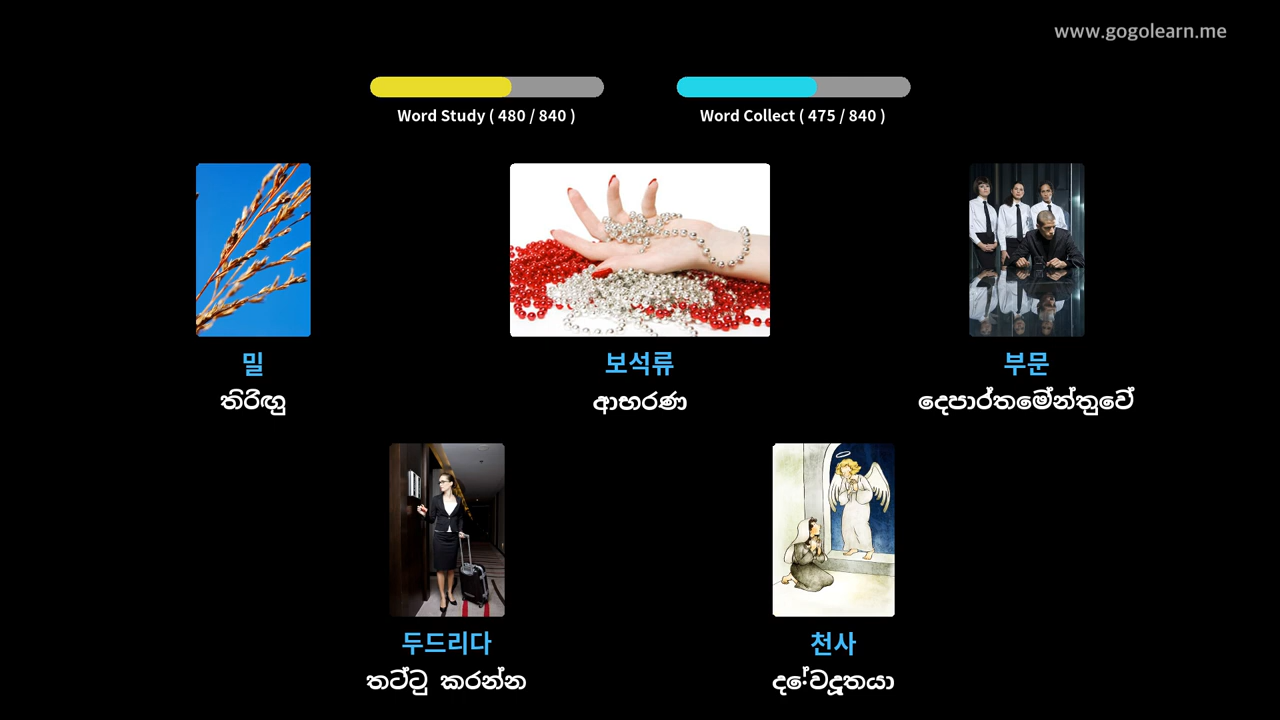 www.gogolearn.me
Word Study ( 480 / 840 )
Word Collect ( 475 / 840 )
밀
보석류
부문
තිරිඟු
ආභරණ
දෙපාර්තමේන්තුවේ
두드리다
천사
තට්ටු කරන්න
දේවදූතයා